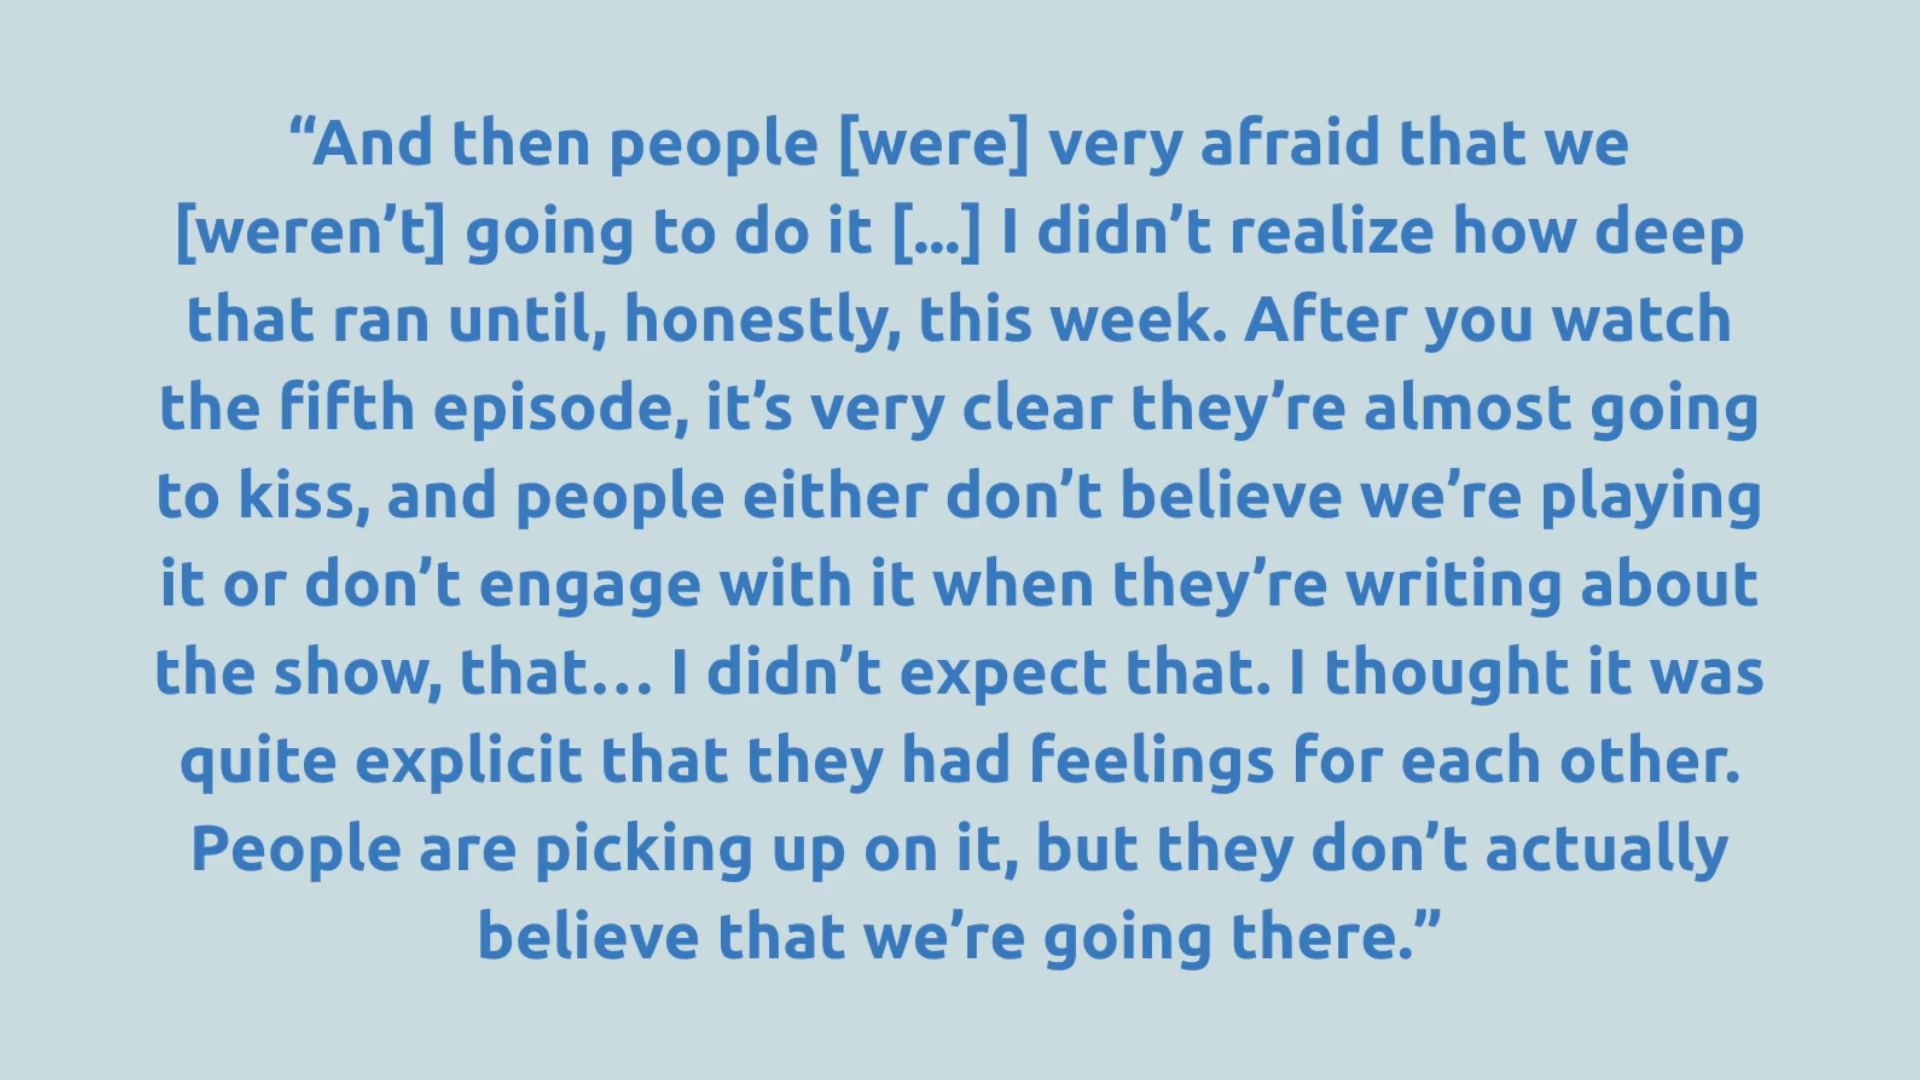 “And then people [were] very afraid that we
[weren’t] going to do it [...] I didn’t realize how deep
that ran until, honestly, this week. After you watch
the fifth episode, it’s very clear they’re almost going
to kiss, and people either don’t believe we’re playing
it or don’t engage with it when they’re writing about
the show, that… I didn’t expect that. I thought it was
quite explicit that they had feelings for each other.
People are picking up on it, but they don’t actually
believe that we’re going there.”